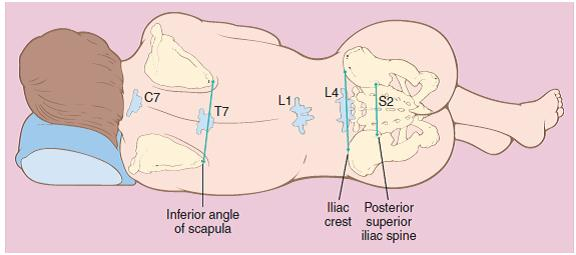 C7
T7
L1
L4
S2
Inferior angle
of scapula
Iliac
crest
Posterior
superior
iliac spine